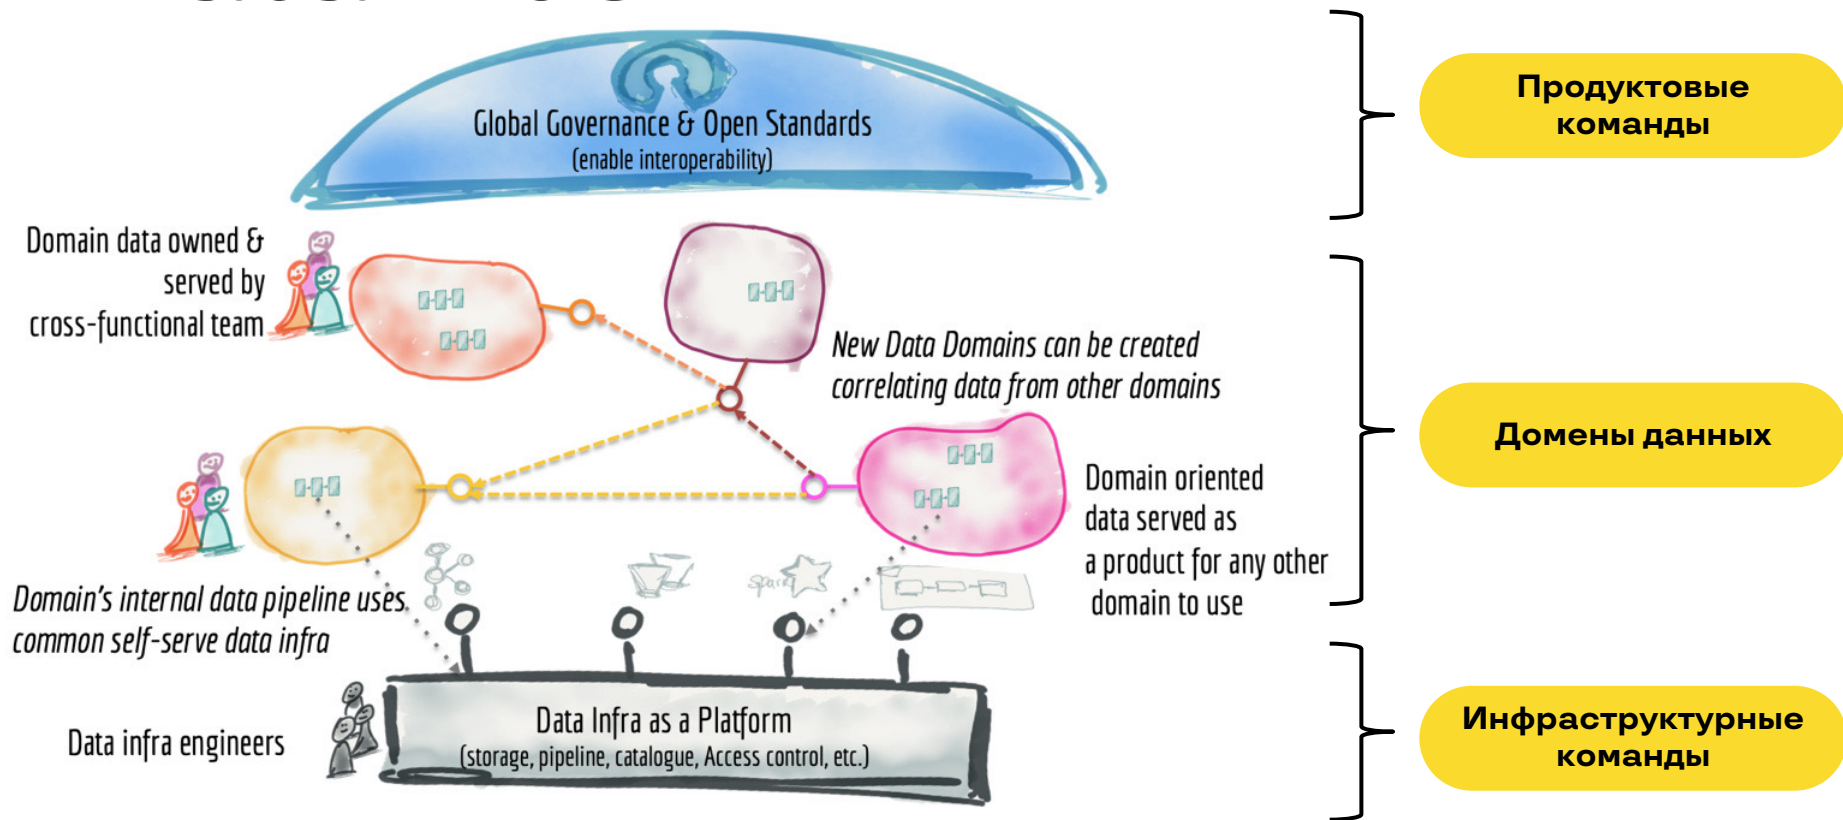 Global Governance & Open Standards
(enable interoperability)
Продуктовые
команды
Domain data owned &
served by
cross-functional team
New Data Domains can be created
correlating data from other domains
Домены данных
Domain oriented
data served as
a product for any other
domain to use
Spark
Domain's internal data pipeline uses
common self-serve data infra
Data infra engineers
Data Infra as a Platform
(storage, pipeline, catalogue, Access control, etc.)
Инфраструктурные
команды